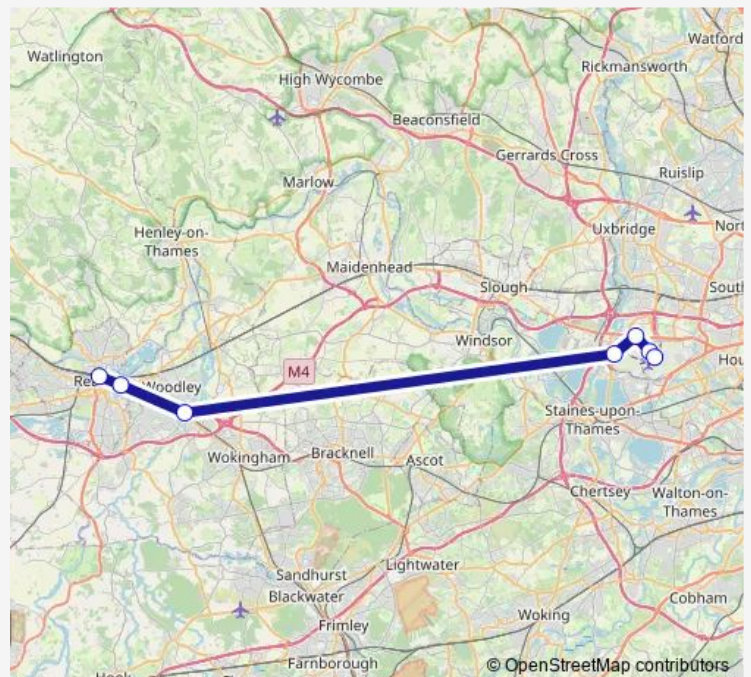 Watford
Watlington
Rickmansworth
High Wycombe
Beaconsfield
Gerrards Cross
Ruislip
Marlow
Uxbridge
Nort
Henley-on-
Thames
Maidenhead
Slough
South
Windsor
M4
Hou
Re
Woodley
Staines-upon-
Thames
Wokingham
Bracknell
Ascot
Chertsey
Walton-on-
Thames
Lightwater
Sandhurst
Blackwater
Cobham
Woking
Frimley
Farnborough
© OpenStreetMap contributors